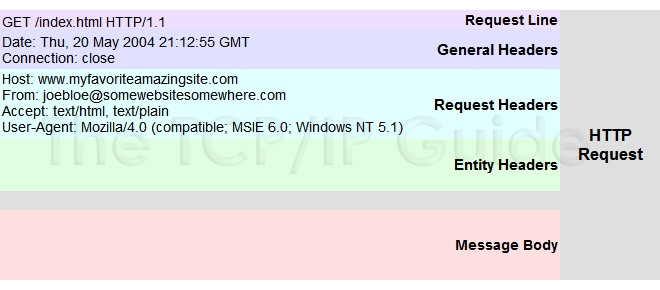 GET /index.html HTTP/1.1
Request Line
Date: Thu, 20 May 2004 21:12:55 GMT
Connection: close
General Headers
Host: www.myfavoriteamazingsite.com
From: joebloe@somewebsitesomewhere.com
Accept: text/html, text/plain
User-Agent: Mozilla/4.0 (compatible; MSIE 6.0; Windows NT 5.1)
Request Headers
The TCP/IP Guide
Entity Headers
Message Body
HTTP
Request